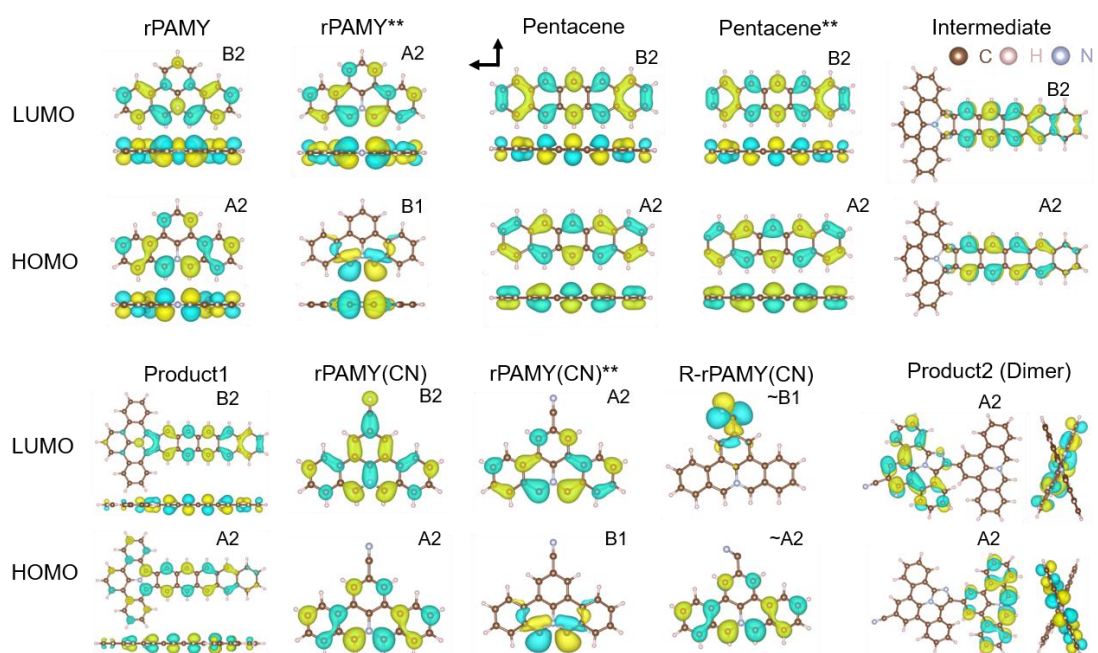 rPAMY rPAMY** Pentacene Pentacene** Intermediate
C H N
B2 A2 B2 B2 B2
LUMO
A2 B1 A2 A2 A2
HOMO
Product1 rPAMY(CN) rPAMY(CN)** R-rPAMY(CN) Product2 (Dimer)
B2 B2 A2 ~B1 A2
LUMO
A2 A2 B1 ~A2 A2
HOMO